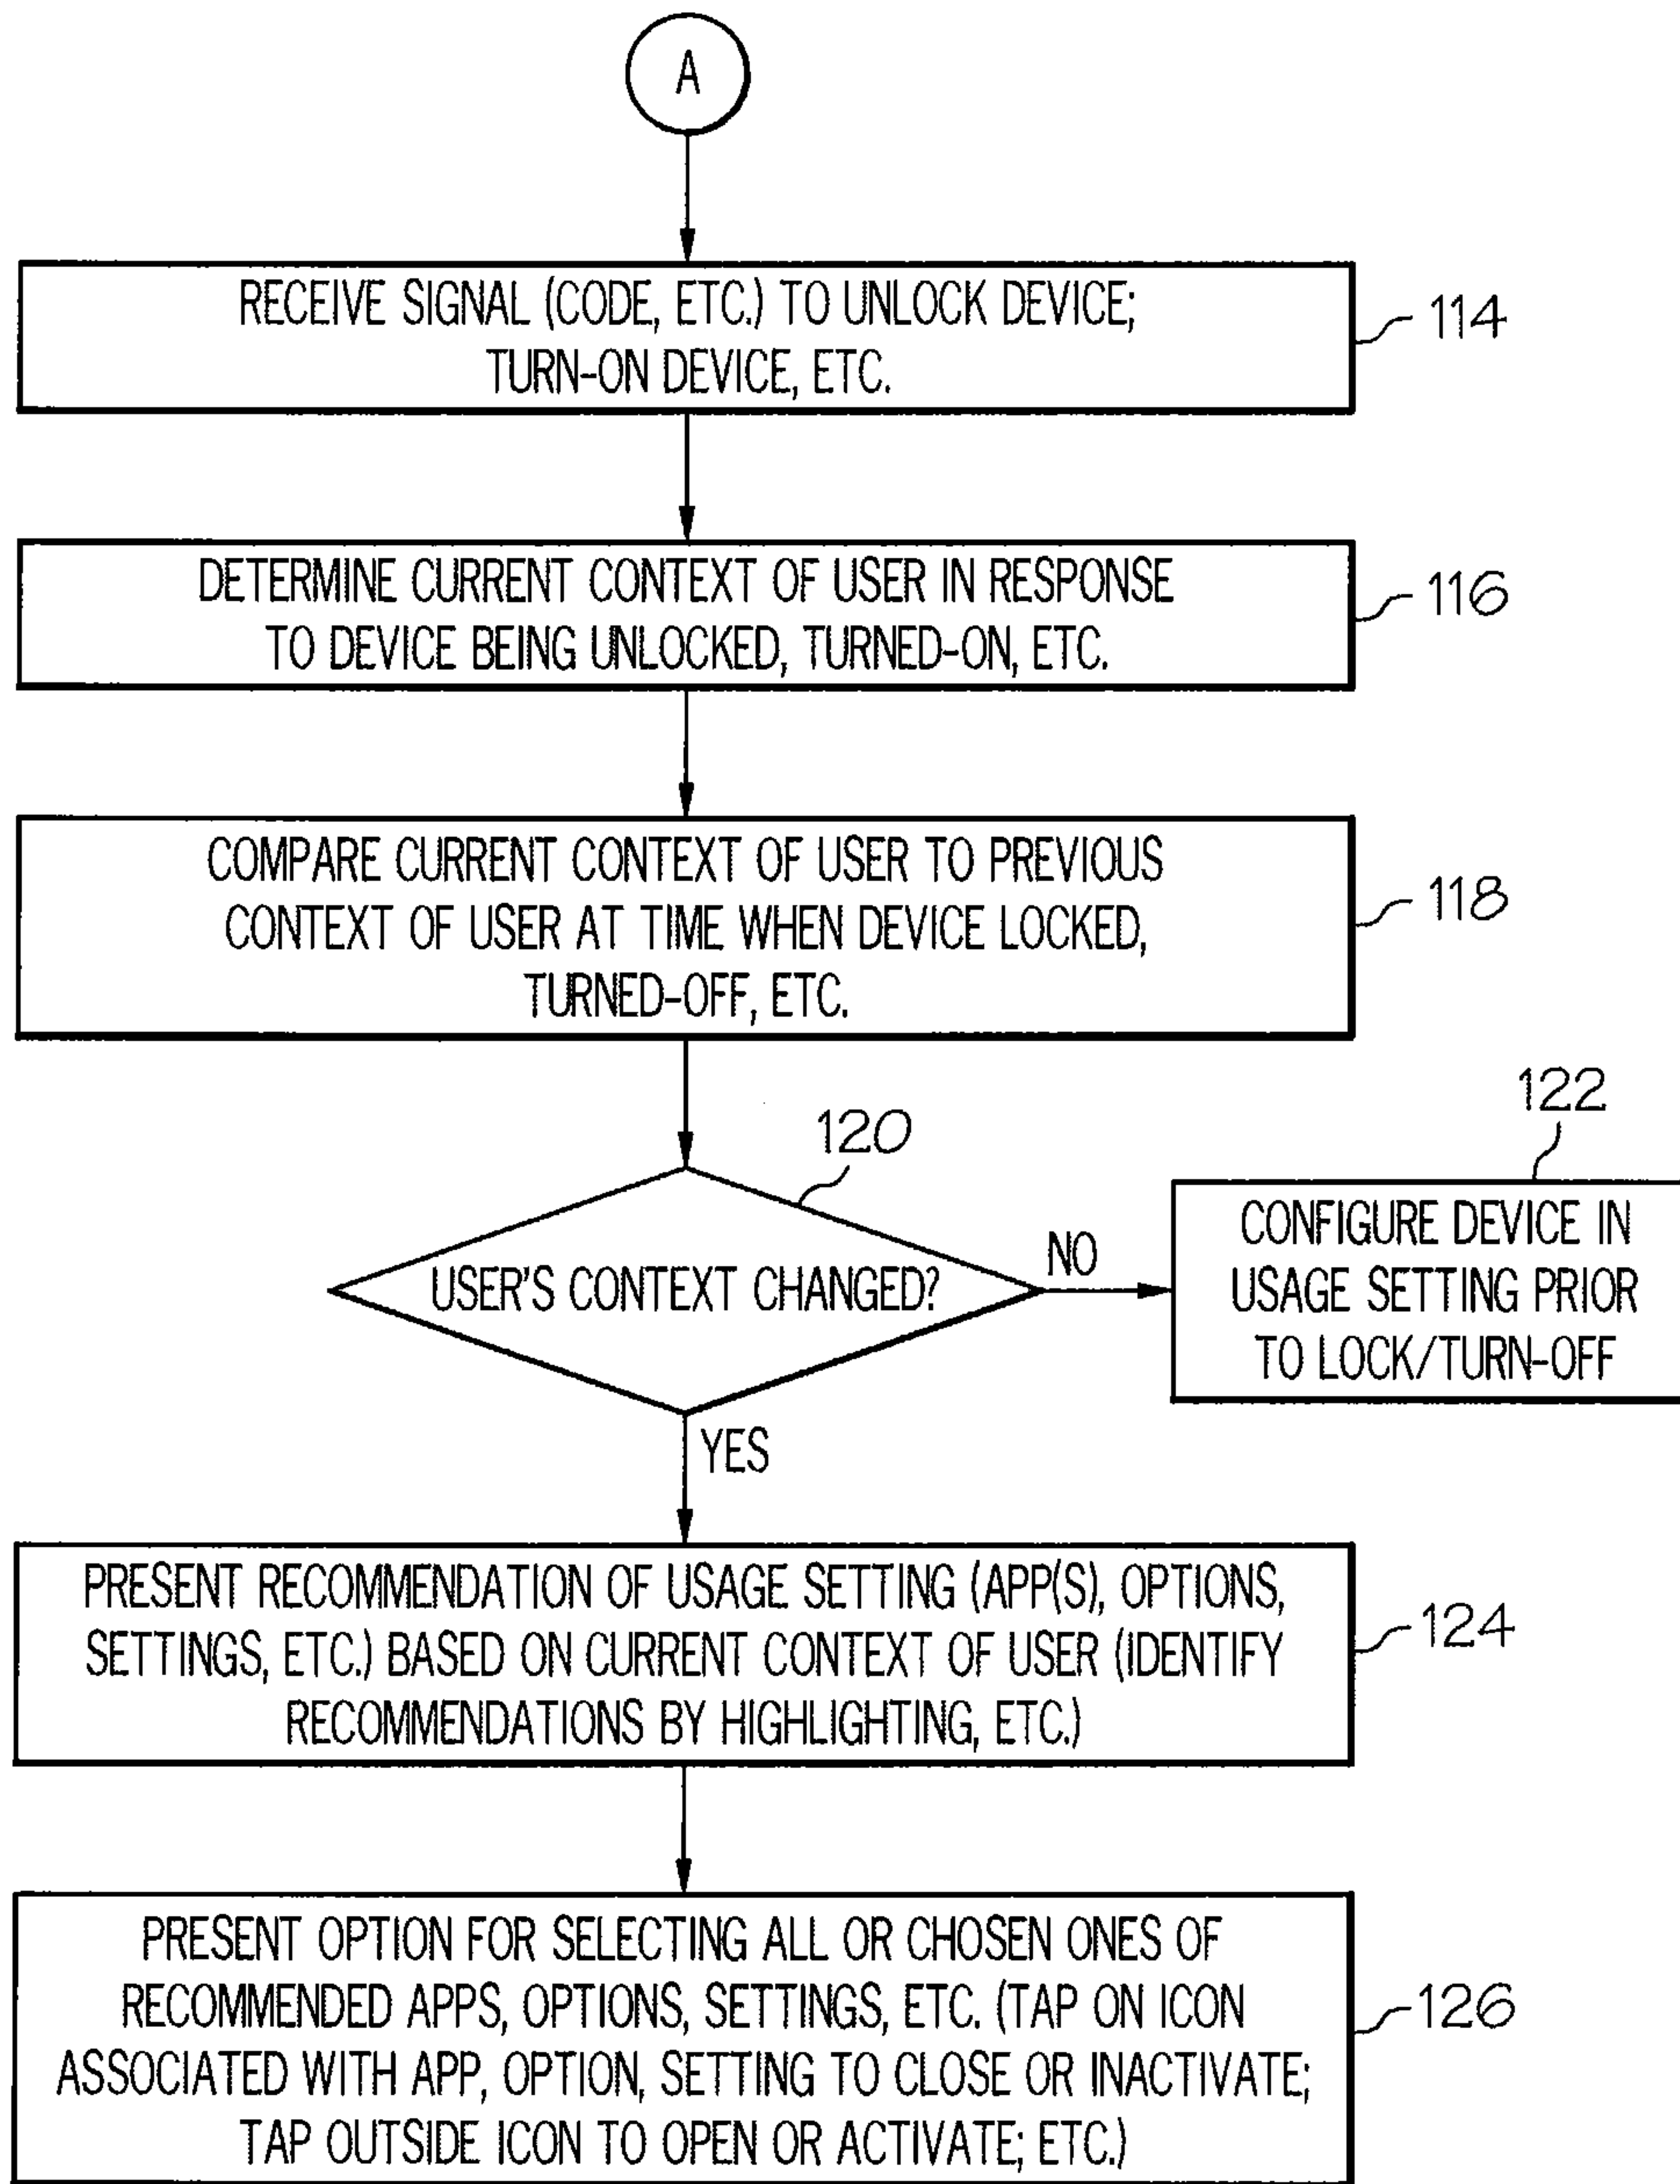 A
RECEIVE SIGNAL (CODE, ETC.) TO UNLOCK DEVICE;
TURN-ON DEVICE, ETC.
114
DETERMINE CURRENT CONTEXT OF USER IN RESPONSE
TO DEVICE BEING UNLOCKED, TURNED-ON, ETC.
116
COMPARE CURRENT CONTEXT OF USER TO PREVIOUS
CONTEXT OF USER AT TIME WHEN DEVICE LOCKED,
TURNED-OFF, ETC.
118
120
USER'S CONTEXT CHANGED?
NO
122
CONFIGURE DEVICE IN
USAGE SETTING PRIOR
TO LOCK/TURN-OFF
YES
PRESENT RECOMMENDATION OF USAGE SETTING (APP(S), OPTIONS,
SETTINGS, ETC.) BASED ON CURRENT CONTEXT OF USER (IDENTIFY
RECOMMENDATIONS BY HIGHLIGHTING, ETC.)
124
PRESENT OPTION FOR SELECTING ALL OR CHOSEN ONES OF
RECOMMENDED APPS, OPTIONS, SETTINGS, ETC. (TAP ON ICON
ASSOCIATED WITH APP, OPTION, SETTING TO CLOSE OR INACTIVATE;
TAP OUTSIDE ICON TO OPEN OR ACTIVATE; ETC.)
126